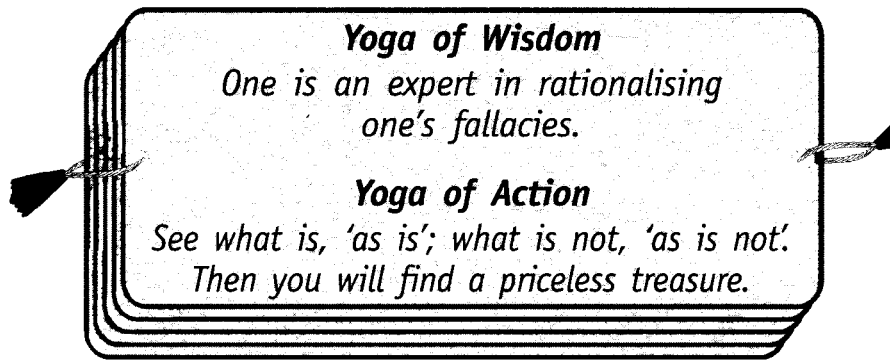 Yoga of Wisdom
One is an expert in rationalising
one's fallacies.
Yoga of Action
See what is, 'as is'; what is not, 'as is not'.
Then you will find a priceless treasure.